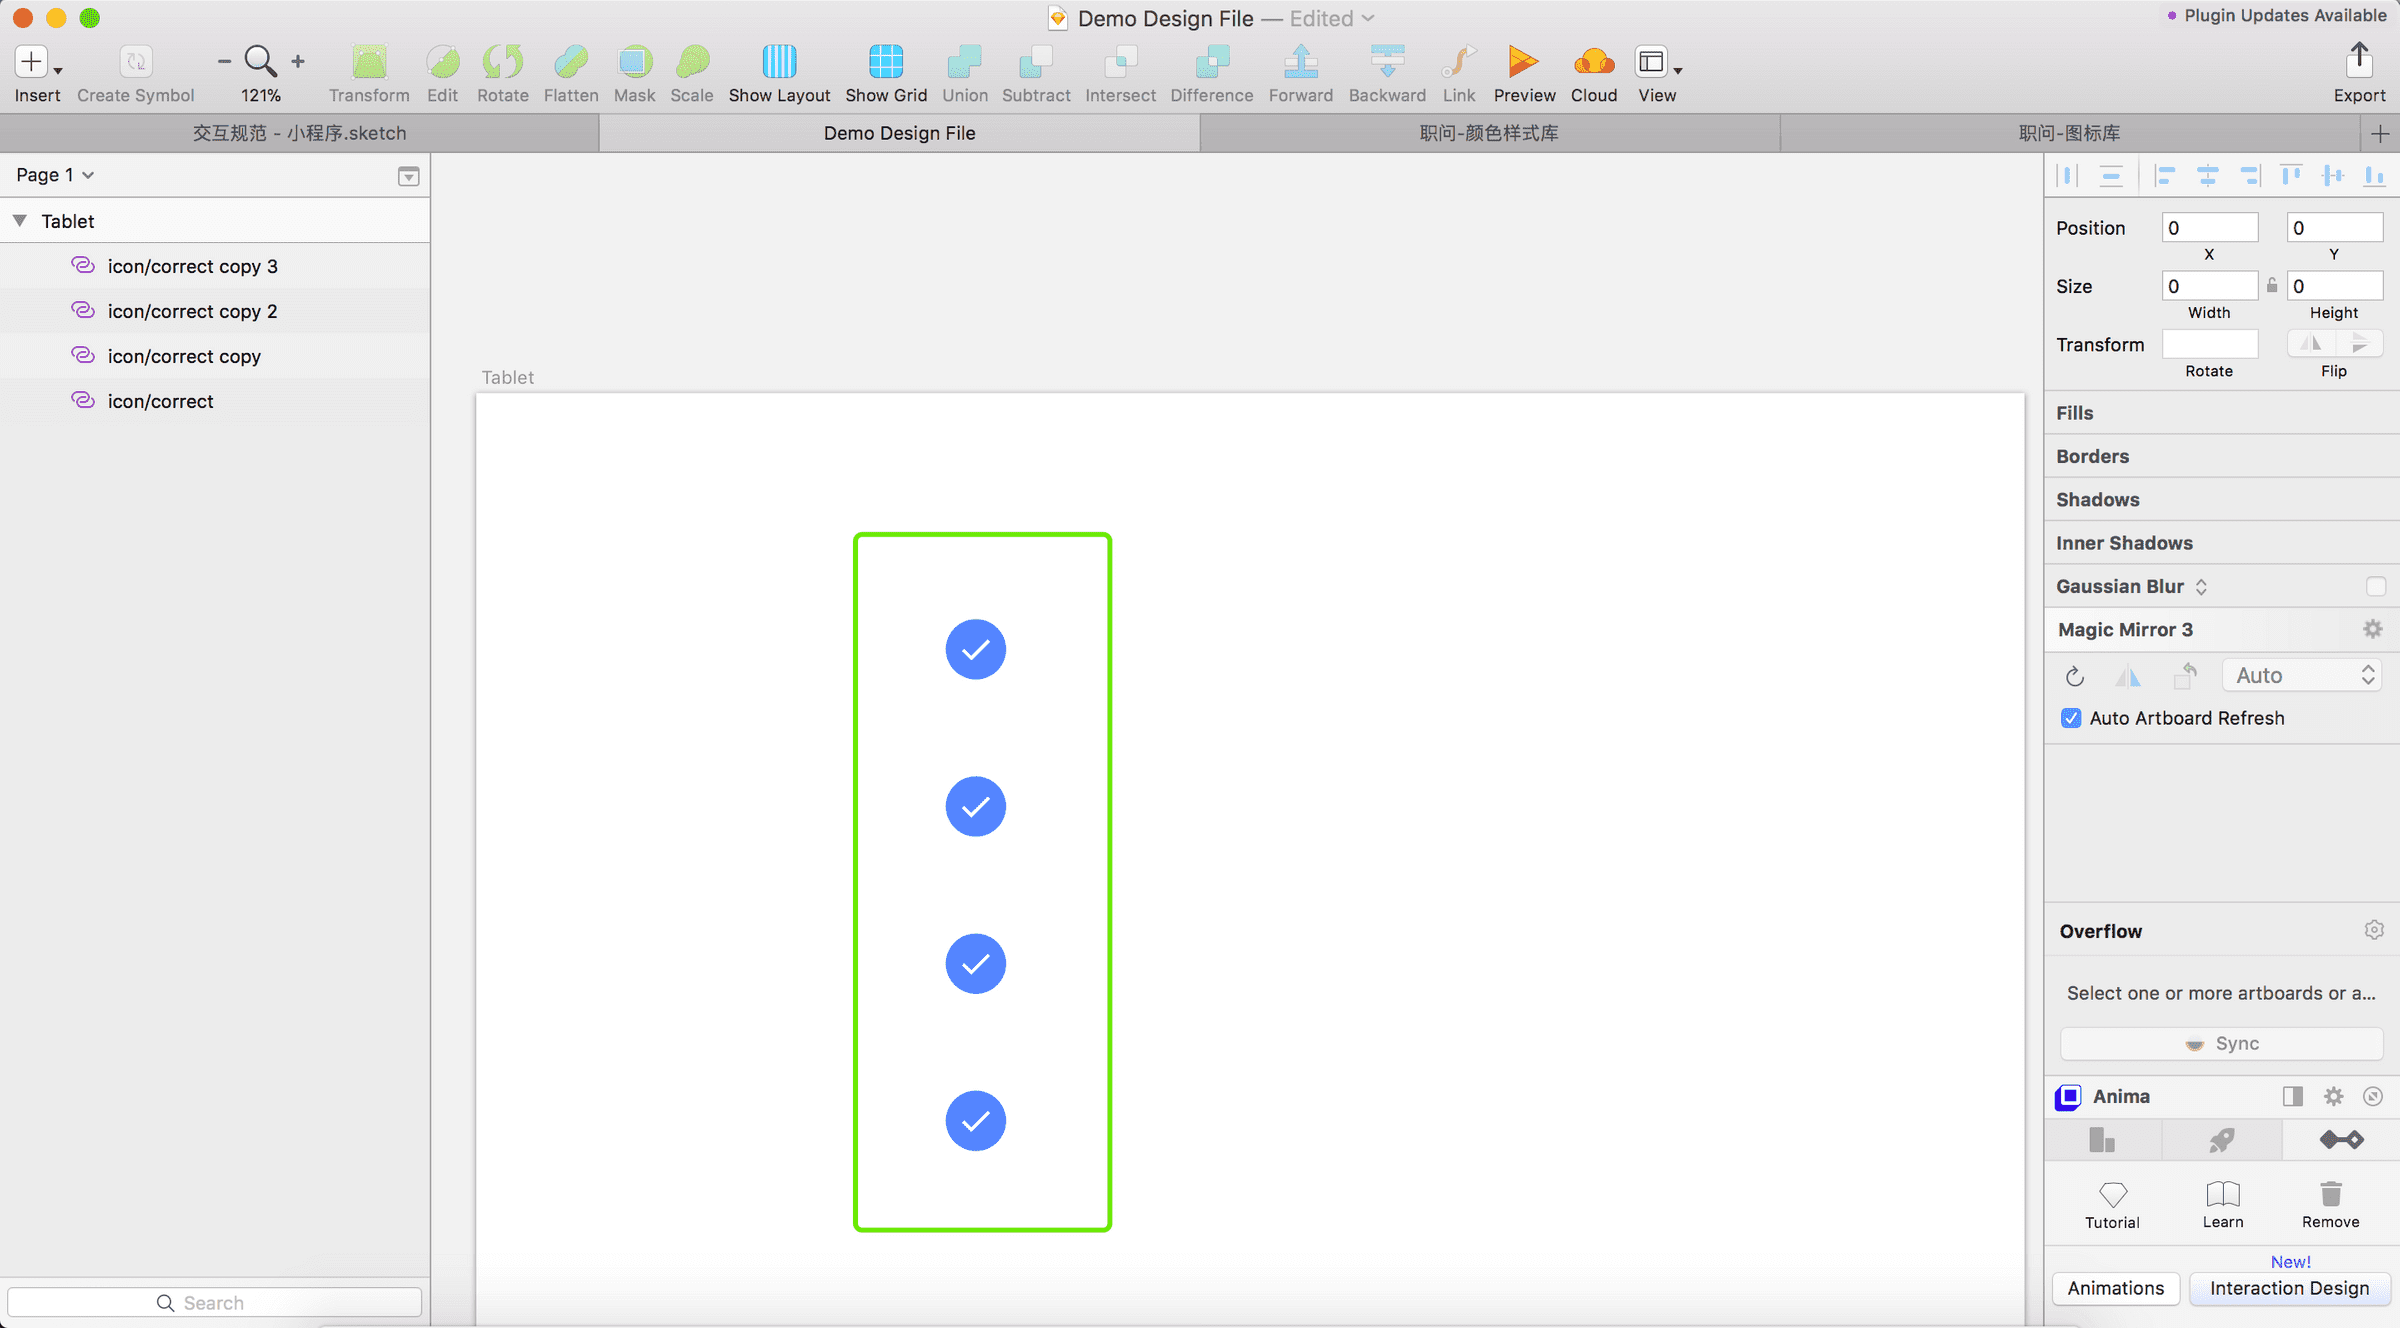 Demo Design File — Edited
Plugin Updates Available
Insert Create Symbol 121% Transform Edit Rotate Flatten Mask Scale Show Layout Show Grid Union Subtract Intersect Difference Forward Backward Link Preview Cloud View Export
交互规范 - 小程序.sketch
Demo Design File
职问-颜色样式库
职问-图标库
Page 1
Tablet
icon/correct copy 3
icon/correct copy 2
icon/correct copy
icon/correct
Search
Tablet
Position 0 0
X Y
Size 0 0
Width Height
Transform
Rotate Flip
Fills
Borders
Shadows
Inner Shadows
Gaussian Blur
Magic Mirror 3
Auto
Auto Artboard Refresh
Overflow
Select one or more artboards or a...
Sync
Anima
Tutorial Learn Remove
New!
Animations Interaction Design